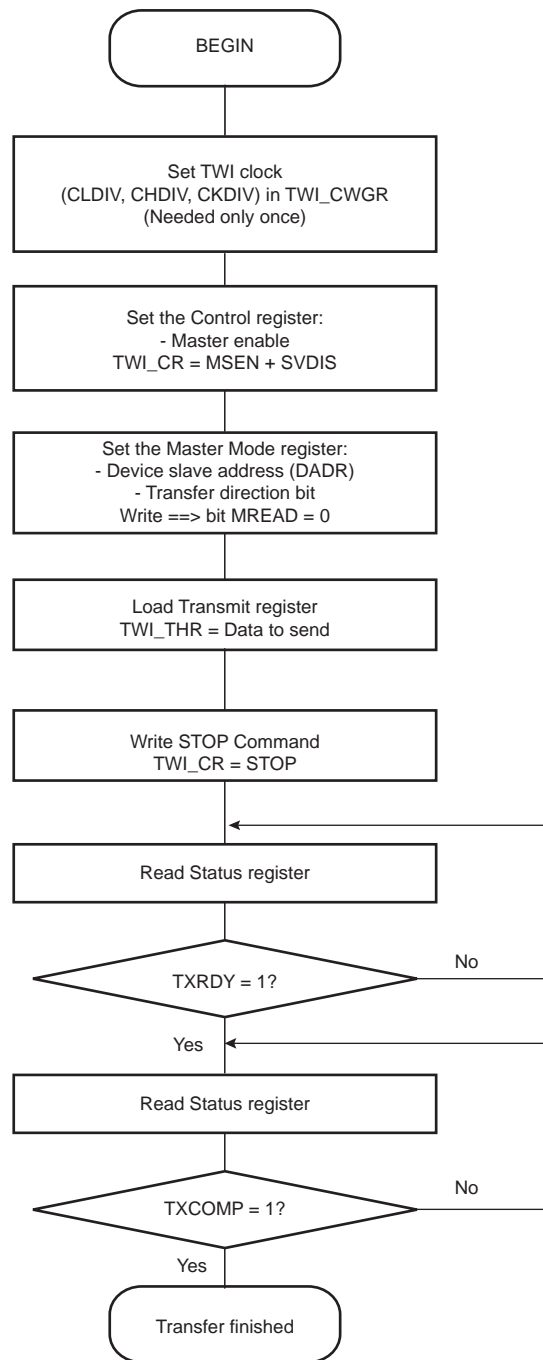 BEGIN
Set TWI clock
(CLDIV, CHDIV, CKDIV) in TWI_CWGR
(Needed only once)
Set the Control register:
- Master enable
TWI_CR = MSEN + SVDIS
Set the Master Mode register:
- Device slave address (DADR)
- Transfer direction bit
Write ==> bit MREAD = 0
Load Transmit register
TWI_THR = Data to send
Write STOP Command
TWI_CR = STOP
Read Status register
TXRDY = 1?
No
Yes
Read Status register
TXCOMP = 1?
No
Yes
Transfer finished